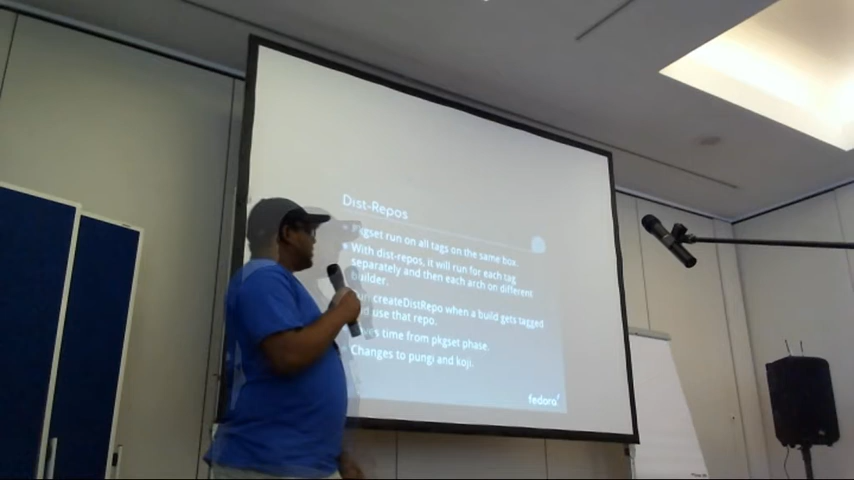 Dist-Repos
Pkgset run on all tags on the same box.
With dist-repos, it will run for each tag
separately and then each arch on different
builder.
createDistRepo when a build gets tagged
use that repo.
time from pkgset phase.
Changes to pungi and koji.
fedora